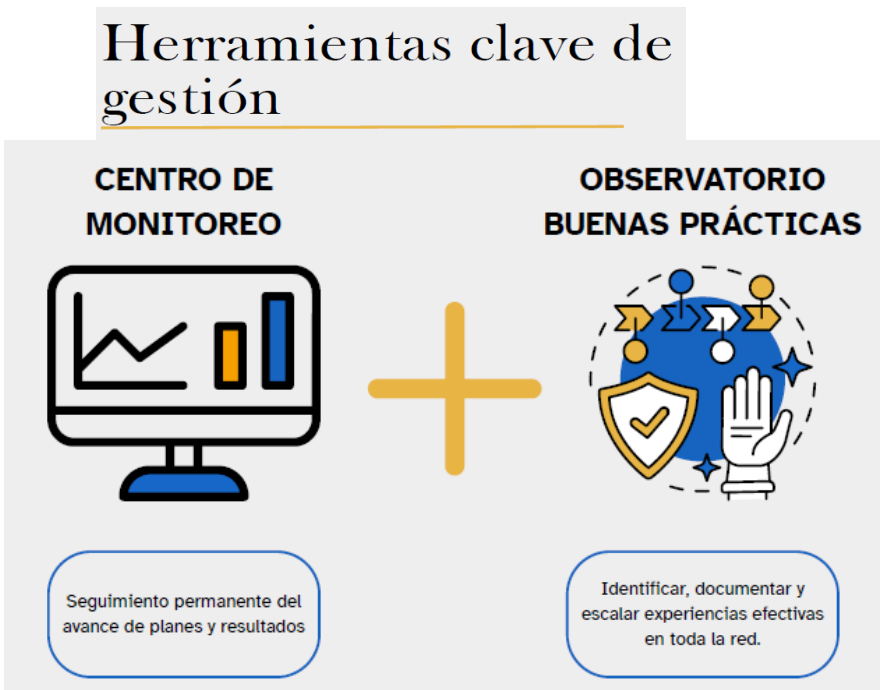 Herramientas clave de
gestión
CENTRO DE
MONITOREO
OBSERVATORIO
BUENAS PRÁCTICAS
Seguimiento permanente del
avance de planes y resultados
Identificar, documentar y
escalar experiencias efectivas
en toda la red.